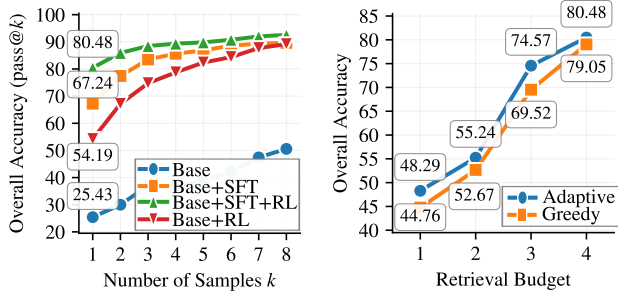 Overall Accuracy (pass@k)
100
90
80
70
60
50
40
30
20
80.48
67.24
54.19
25.43
Base
Base+SFT
Base+SFT+RL
Base+RL
1 2 3 4 5 6 7 8
Number of Samples k
Overall Accuracy
85
80
75
70
65
60
55
50
45
40
80.48
74.57
79.05
69.52
55.24
48.29
52.67
44.76
Adaptive
Greedy
1 2 3 4
Retrieval Budget